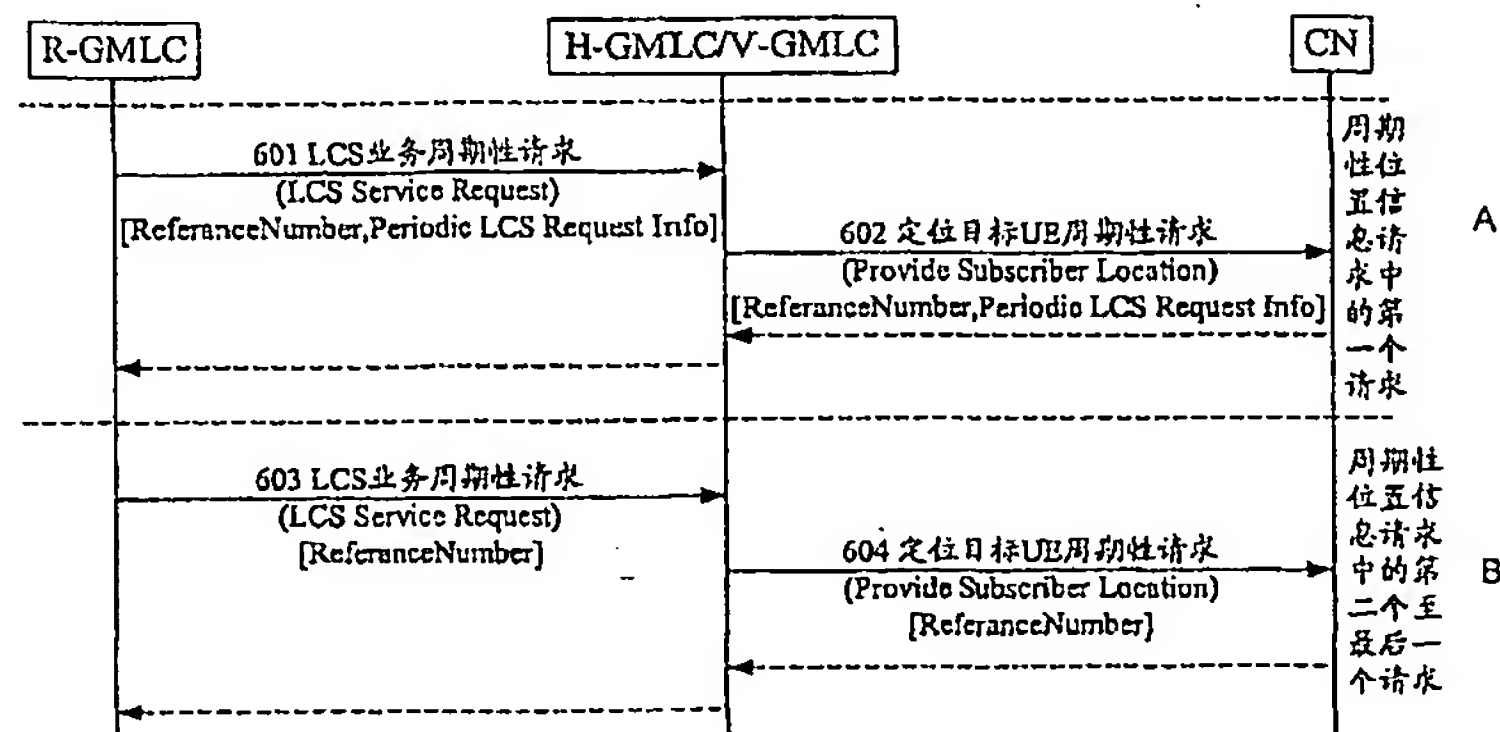 R-GMLC
H-GMLC/V-GMLC
CN
601 LCS业务周期性请求
(LCS Service Request)
[ReferanceNumber,Periodic LCS Request Info]
602 定位目标UE周期性请求
(Provide Subscriber Location)
[ReferanceNumber,Periodic LCS Request Info]
周期
性位
置信
息请
求中
的第
一个
请求
A
603 LCS业务周期性请求
(LCS Service Request)
[ReferanceNumber]
604 定位目标UE周期性请求
(Provide Subscriber Location)
[ReferanceNumber]
周期性
位置信
息请求
中的第
二个至
最后一
个请求
B